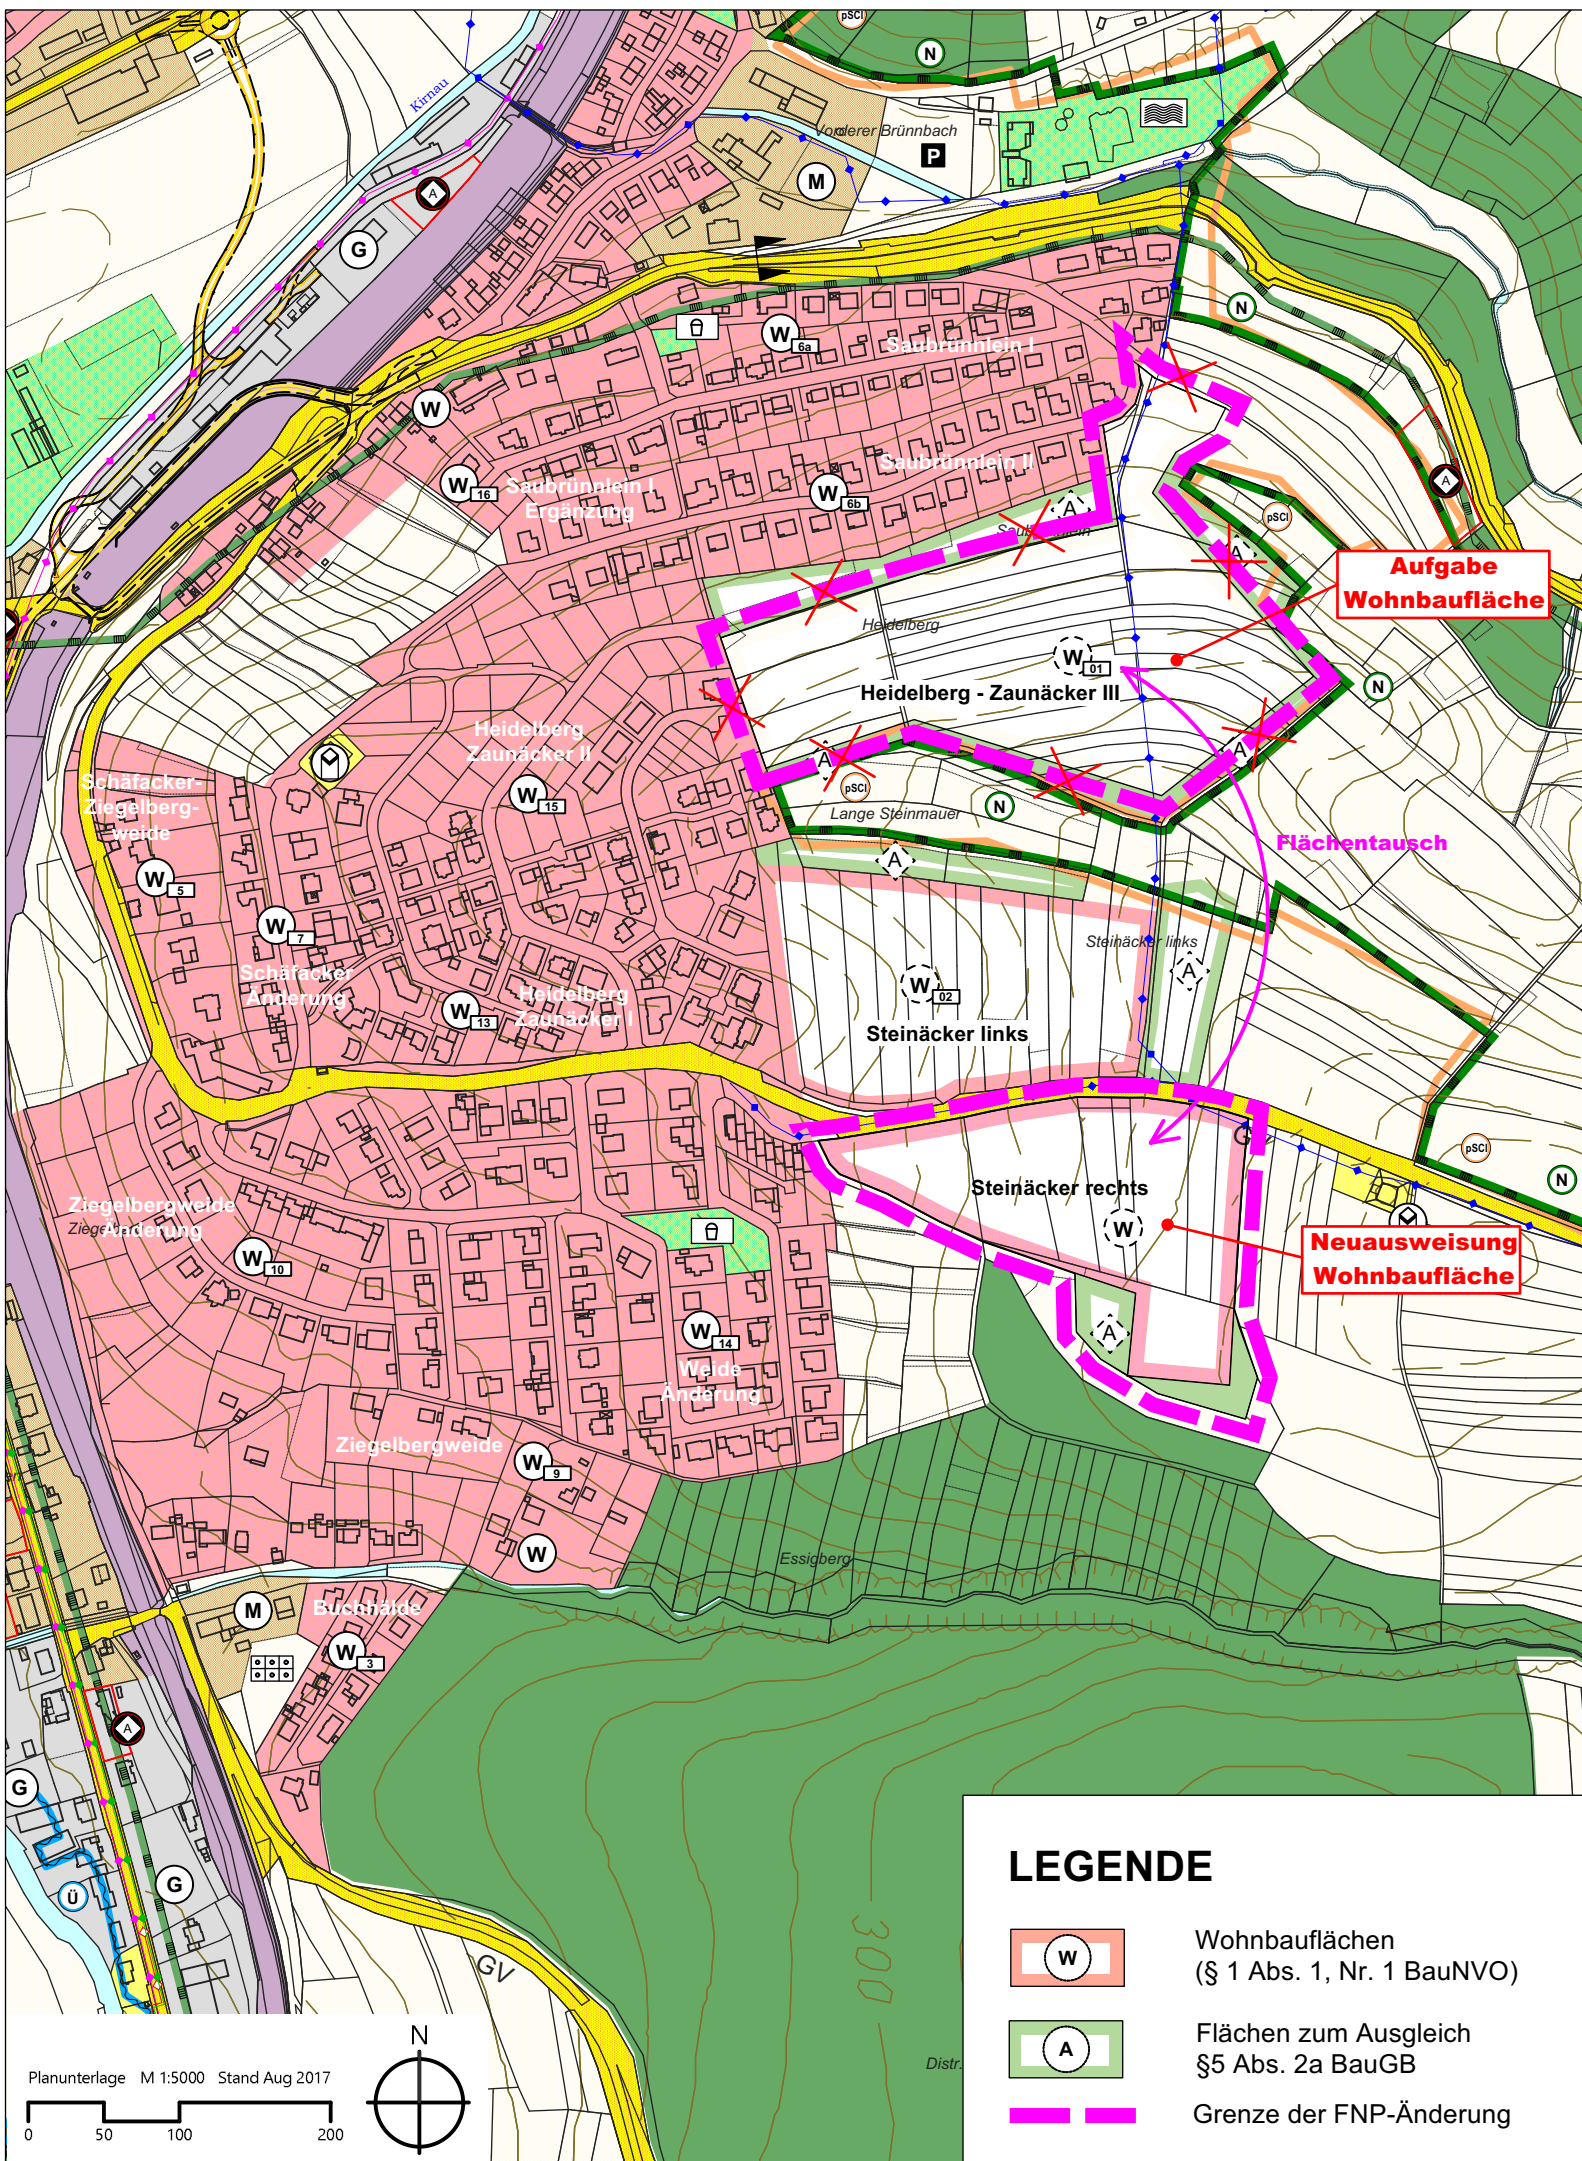 pSCI
N
Kirnau
Vorderer Brünnbach
P
M
A
G
N
W
6a
Saubrünnlein I
W
W
16
Saubrünnlein I
Ergänzung
Saubrünnlein II
W
6b
A
A
pSCI
A
Aufgabe
Wohnbaufläche
Heidelberg
W
01
Heidelberg - Zaunäcker III
N
Heidelberg
Zaunäcker II
W
15
A
A
pSCI
N
Lange Steinmauer
Flächentausch
Schäfacker-
Ziegelberg-
weide
W
5
W
7
Schäfacker
Änderung
W
13
Heidelberg
Zaunäcker I
A
Steinäcker links
A
W
02
Steinäcker links
pSCI
N
Steinäcker rechts
W
Neuausweisung
Wohnbaufläche
Ziegelbergweide
Änderung
W
10
A
W
14
Weide
Änderung
Ziegelbergweide
W
9
W
Essigberg
M
Buchhälde
W
3
A
G
G
Ü
GV
300
Distr.
LEGENDE
W
Wohnbauflächen
(§ 1 Abs. 1, Nr. 1 BauNVO)
A
Flächen zum Ausgleich
§5 Abs. 2a BauGB
Grenze der FNP-Änderung
N
Planunterlage M 1:5000 Stand Aug 2017
0 50 100 200